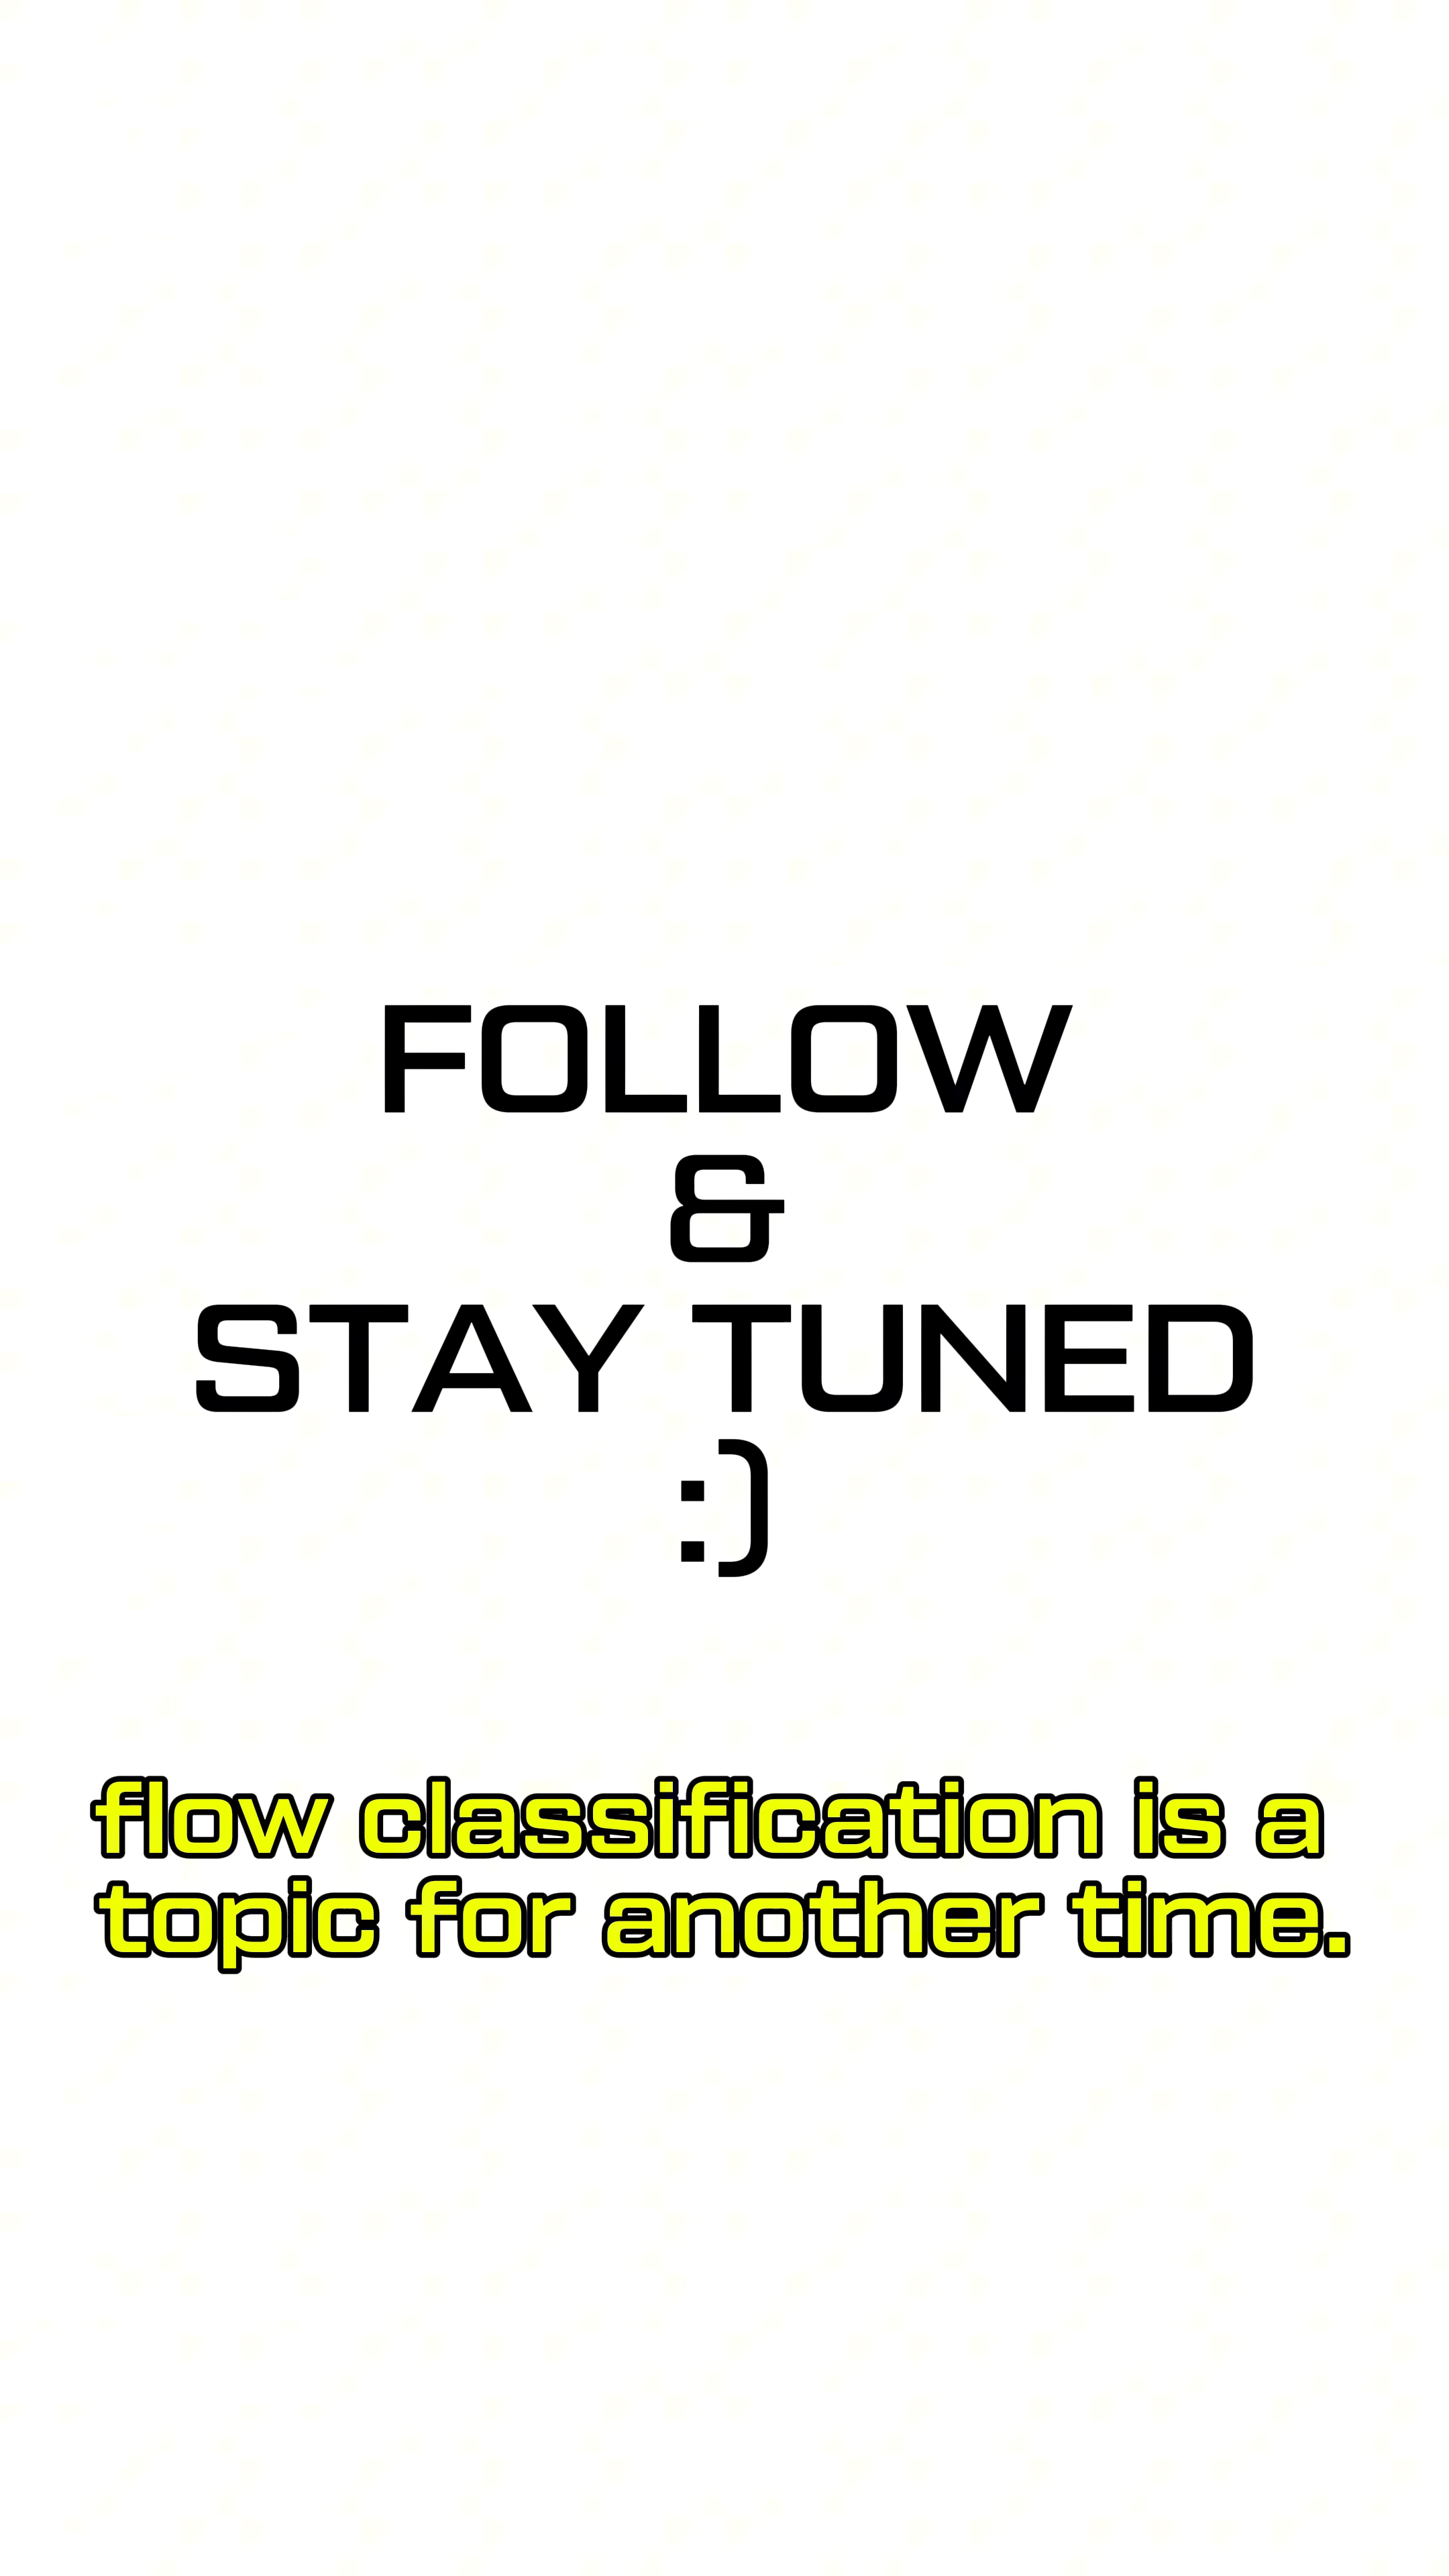 FOLLOW
&
STAY TUNED
:)
flow classification is a
topic for another time.